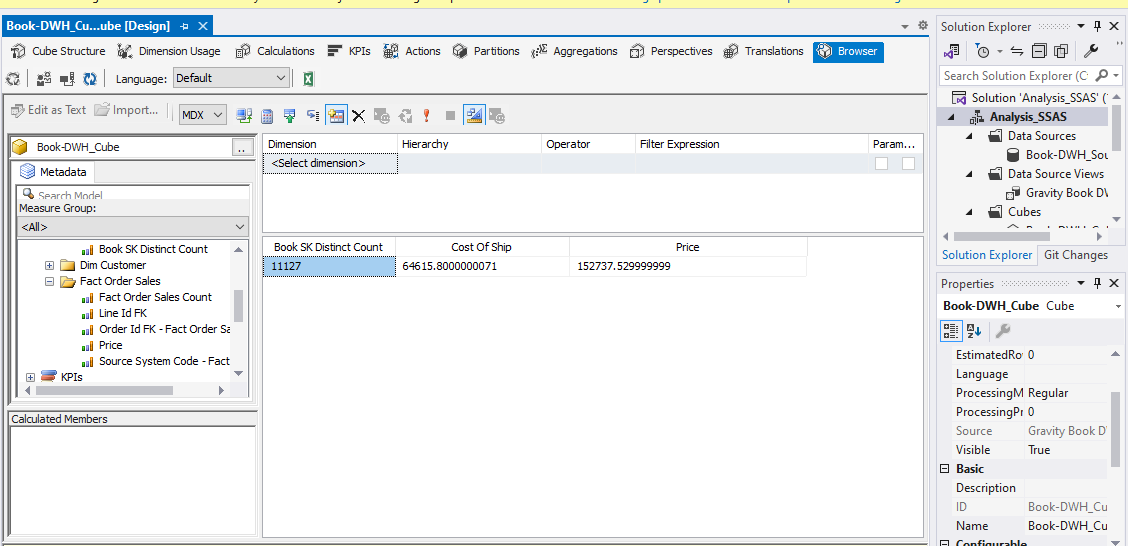 Book-DWH_Cu...ube [Design]
Cube Structure Dimension Usage Calculations KPIs Actions Partitions Aggregations Perspectives Translations Browser
Language: Default
Edit as Text Import... MDX
Book-DWH_Cube ..
Metadata
Search Model
Measure Group:
<All>
Book SK Distinct Count
Dim Customer
Fact Order Sales
Fact Order Sales Count
Line Id FK
Order Id FK - Fact Order Sa
Price
Source System Code - Fact
KPIs
Calculated Members
Dimension Hierarchy Operator Filter Expression Param...
<Select dimension>
Book SK Distinct Count Cost Of Ship Price
11127 64615.8000000071 152737.529999999
Solution Explorer
Search Solution Explorer (C
Solution 'Analysis_SSAS' (
Analysis_SSAS
Data Sources
Book-DWH_Sou
Data Source Views
Gravity Book DV
Cubes
Solution Explorer Git Changes
Properties
Book-DWH_Cube Cube
EstimatedRo 0
Language
ProcessingM Regular
ProcessingPr 0
Source Gravity Book D
Visible True
Basic
Description
ID Book-DWH_Cu
Name Book-DWH_Cu
Configurable